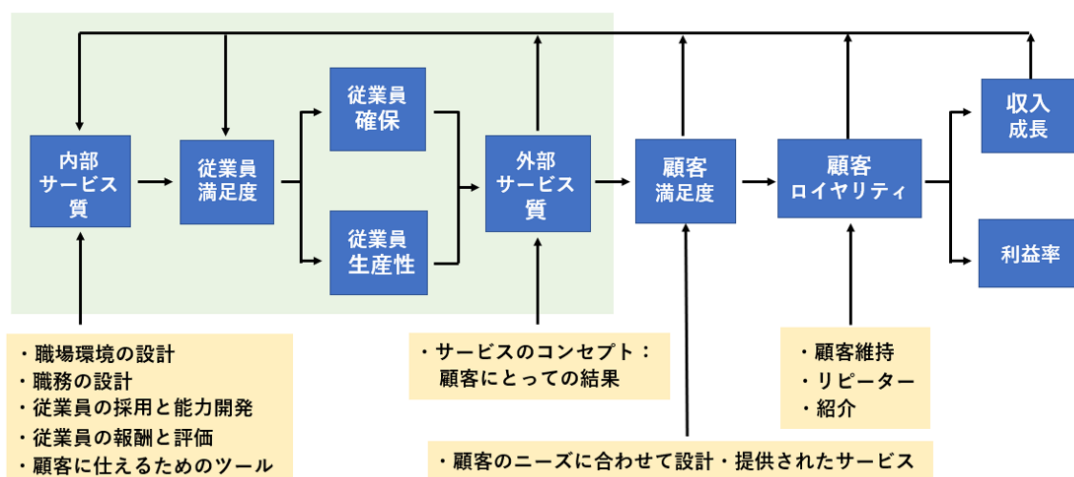 内部
サービス
質
従業員
満足度
従業員
確保
従業員
生産性
外部
サービス
質
顧客
満足度
顧客
ロイヤリティ
収入
成長
利益率
・職場環境の設計
・職務の設計
・従業員の採用と能力開発
・従業員の報酬と評価
・顧客に仕えるためのツール
・サービスのコンセプト：
顧客にとっての結果
・顧客のニーズに合わせて設計・提供されたサービス
・顧客維持
・リピーター
・紹介